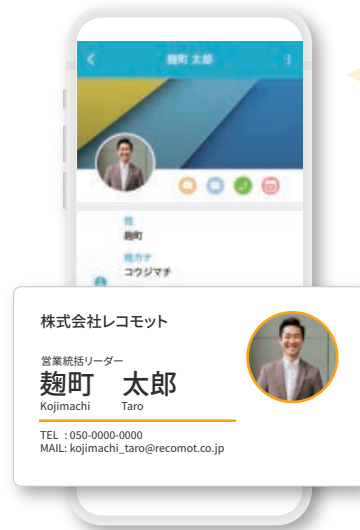 麹町 太郎
姓
麹町
姓カナ
コウジマチ
株式会社レコモット
営業統括リーダー
麹町 太郎
Kojimachi Taro
TEL : 050-0000-0000
MAIL: kojimachi_taro@recomot.co.jp